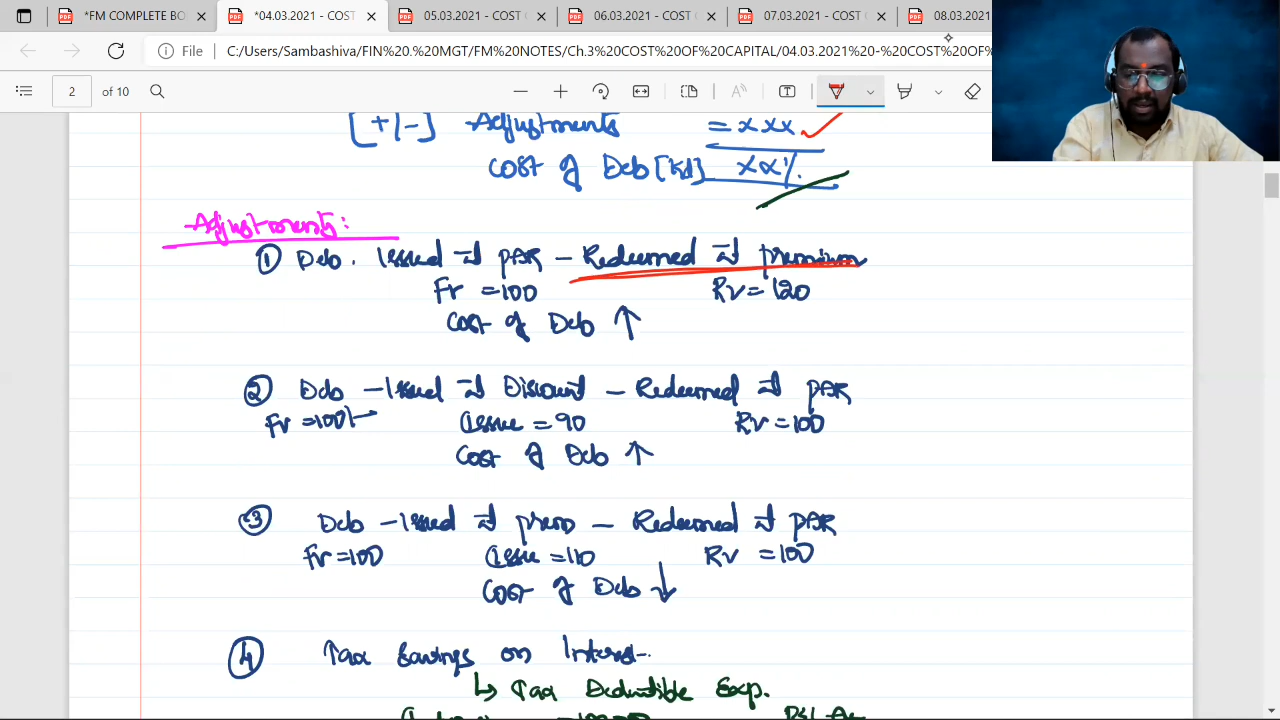 *FM COMPLETE BO
*04.03.2021 - COST
05.03.2021 - COST C
06.03.2021 - COST C
07.03.2021 - COST C
08.03.2021 - COST
File
C:/Users/Sambashiva/FIN%20.%20MGT/FM%20NOTES/Ch.3%20COST%20OF%20CAPITAL/04.03.2021%20-%20COST%20OF%
2 of 10
[+/-] Adjustments = xxx
Cost of Deb [Kd] xx%
Adjustments:
① Deb. Issued at PAR - Redeemed at premium
Fv = 100 Rv = 120
Cost of Deb ↑
② Deb - Issued at Discount - Redeemed at PAR
Fv = 100/- Issue = 90 Rv = 100
Cost of Deb ↑
③ Deb - Issued at prem - Redeemed at PAR
Fv = 100 Issue = 110 Rv = 100
Cost of Deb ↓
④ Tax Savings on Interest.
↳ Tax Deductible Exp.